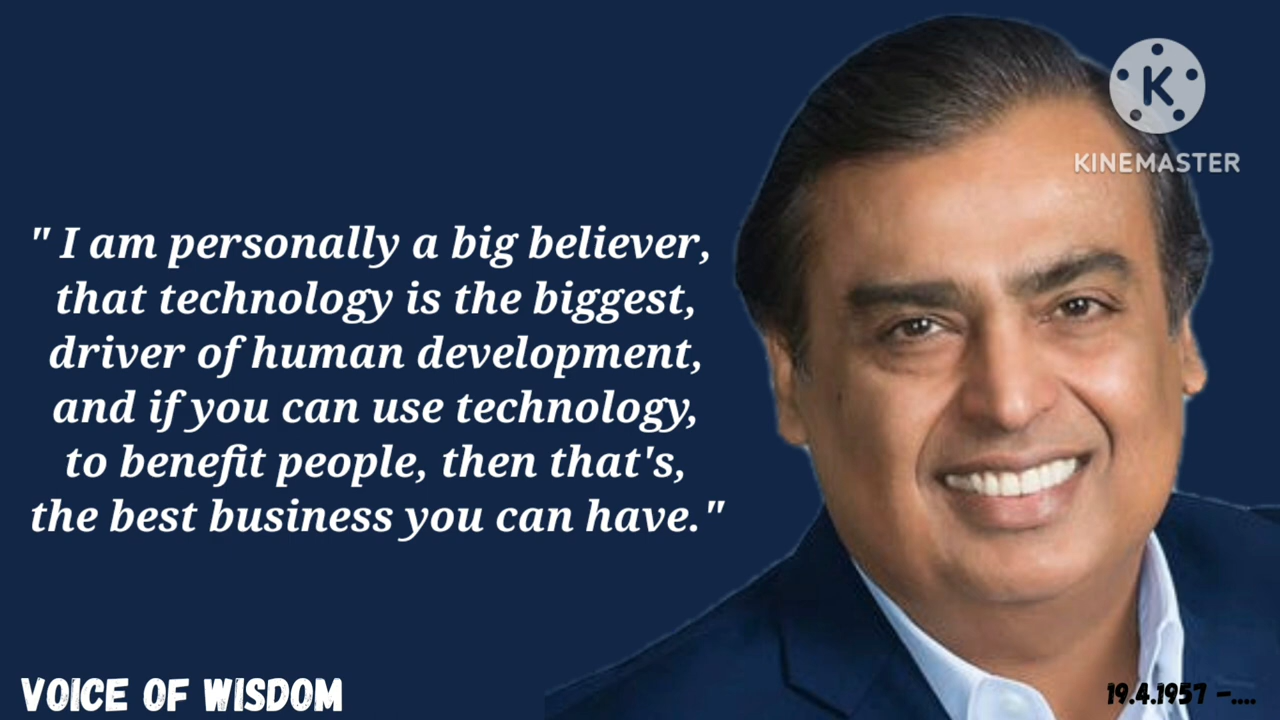 KINEMASTER
" I am personally a big believer,
that technology is the biggest,
driver of human development,
and if you can use technology,
to benefit people, then that's,
the best business you can have."
VOICE OF WISDOM
19.4.1957 -....